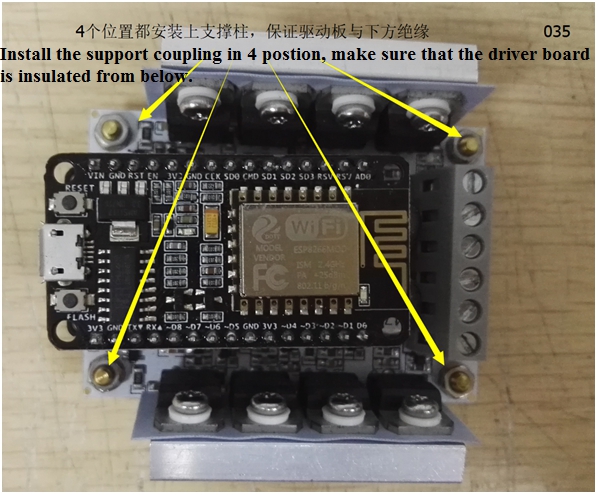 4个位置都安装上支撑柱，保证驱动板与下方绝缘 035
Install the support coupling in 4 postion, make sure that the driver board
is insulated from below.
VIN GND RST EN 3V3 GND CLK SD0 CMD SD1 SD2 SD3 RSV RSV AD0
RESET
WiFi
MODEL
VENDOR
FC
FLASH
3V3 GND TX RX ~D8 ~D7 ~D6 ~D5 GND 3V3 ~D4 ~D3 ~D2 ~D1 D0